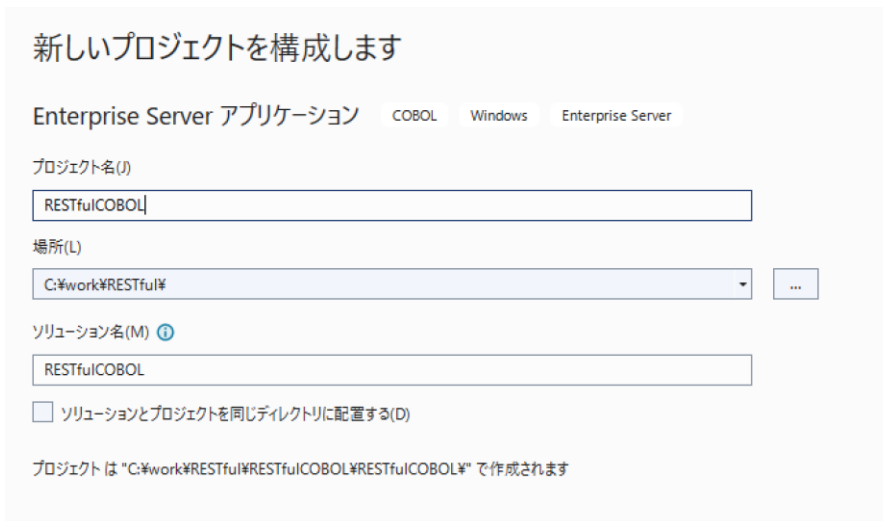 新しいプロジェクトを構成します
Enterprise Server アプリケーション COBOL Windows Enterprise Server
プロジェクト名(J)
RESTfulCOBOL
場所(L)
C:¥work¥RESTful¥
...
ソリューション名(M)
RESTfulCOBOL
ソリューションとプロジェクトを同じディレクトリに配置する(D)
プロジェクト は "C:¥work¥RESTful¥RESTfulCOBOL¥RESTfulCOBOL¥" で作成されます